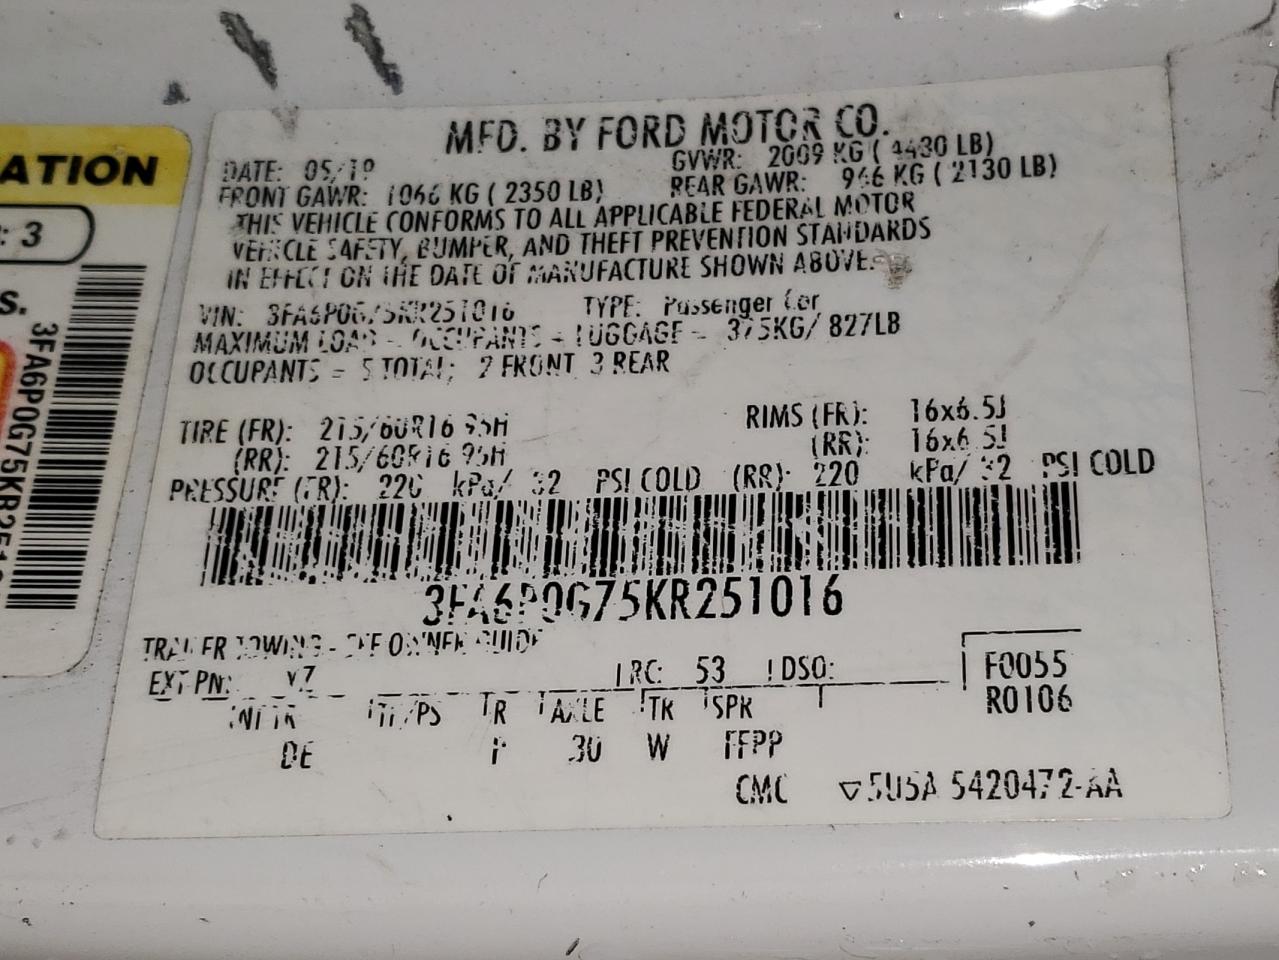 ATION
: 3
S.
3FA6P0G75KR251
MFD. BY FORD MOTOR CO.
DATE: 05/19 GVWR: 2009 KG ( 4430 LB)
FRONT GAWR: 1066 KG ( 2350 LB) REAR GAWR: 966 KG ( 2130 LB)
THIS VEHICLE CONFORMS TO ALL APPLICABLE FEDERAL MOTOR
VEHICLE SAFETY, BUMPER, AND THEFT PREVENTION STANDARDS
IN EFFECT ON THE DATE OF MANUFACTURE SHOWN ABOVE.
VIN: 3FA6P0G75KR251016 TYPE: Passenger Car
MAXIMUM LOAD = OCCUPANTS + LUGGAGE = 375KG/ 827LB
OCCUPANTS = 5 TOTAL; 2 FRONT 3 REAR
TIRE (FR): 215/60R16 95H RIMS (FR): 16x6.5J
(RR): 215/60R16 95H (RR): 16x6.5J
PRESSURE (FR): 220 kPa/ 32 PSI COLD (RR): 220 kPa/ 32 PSI COLD
3FA6P0G75KR251016
TRAILER TOWING - SEE OWNER GUIDE
EXT PNT: YZ RC: 53 DSO: F0055
INT TR TP/PS R AXLE TR SPR R0106
DE 30 W FFPP
CMC ▽5U5A 5420472-AA